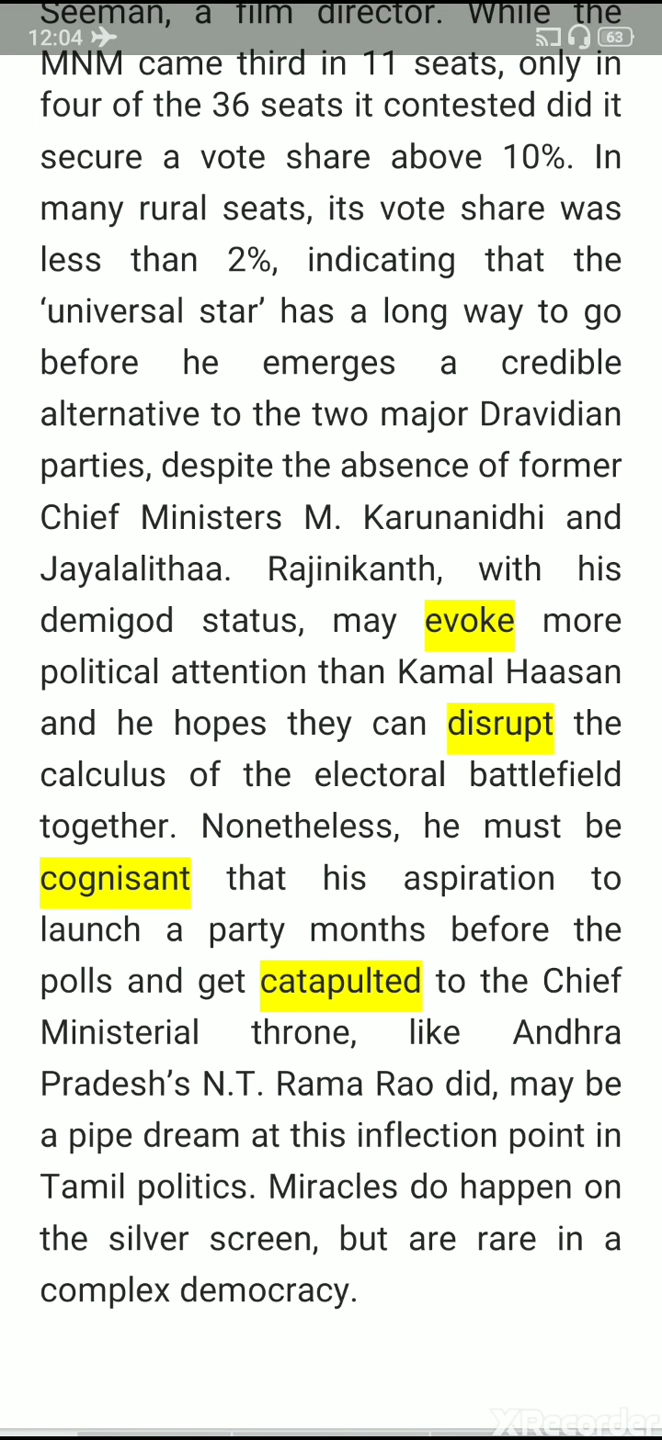 Seeman, a film director. While the
12:04 63
MNM came third in 11 seats, only in
four of the 36 seats it contested did it
secure a vote share above 10%. In
many rural seats, its vote share was
less than 2%, indicating that the
‘universal star’ has a long way to go
before he emerges a credible
alternative to the two major Dravidian
parties, despite the absence of former
Chief Ministers M. Karunanidhi and
Jayalalithaa. Rajinikanth, with his
demigod status, may evoke more
political attention than Kamal Haasan
and he hopes they can disrupt the
calculus of the electoral battlefield
together. Nonetheless, he must be
cognisant that his aspiration to
launch a party months before the
polls and get catapulted to the Chief
Ministerial throne, like Andhra
Pradesh’s N.T. Rama Rao did, may be
a pipe dream at this inflection point in
Tamil politics. Miracles do happen on
the silver screen, but are rare in a
complex democracy.
XRecorder